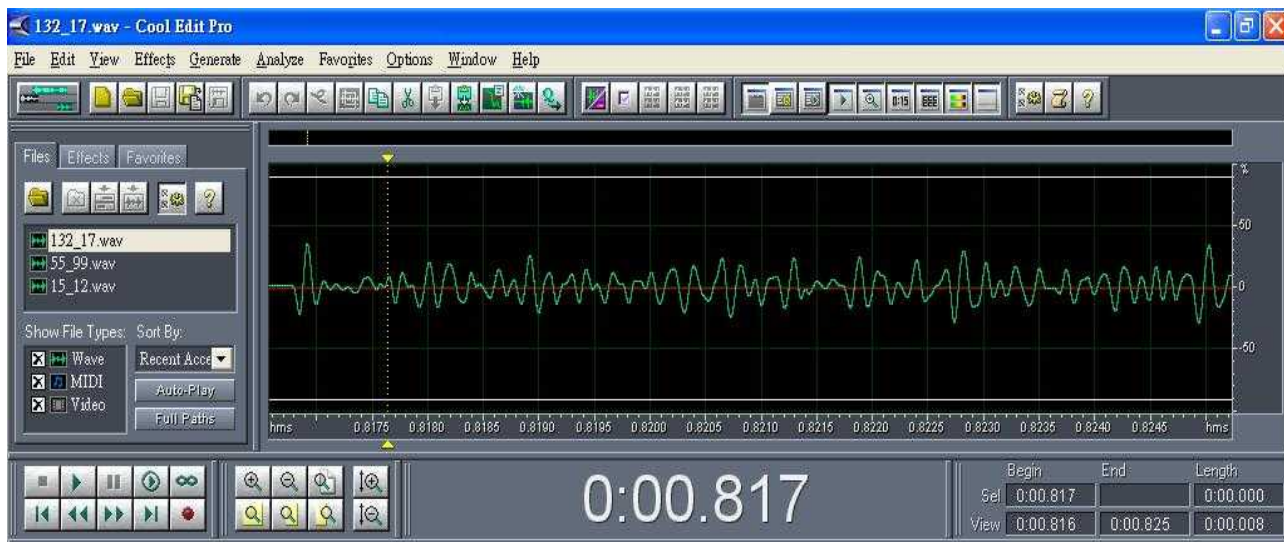 132_17.wav - Cool Edit Pro
File Edit View Effects Generate Analyze Favorites Options Window Help
0:15
Files Effects Favorites
132_17.wav
55_99.wav
15_12.wav
Show File Types: Sort By:
Wave Recent Acce
MIDI Auto-Play
Video Full Paths
%
50
0
-50
hms 0.8175 0.8180 0.8185 0.8190 0.8195 0.8200 0.8205 0.8210 0.8215 0.8220 0.8225 0.8230 0.8235 0.8240 0.8245 hms
0:00.817
Begin End Length
Sel 0:00.817 0:00.000
View 0:00.816 0:00.825 0:00.008